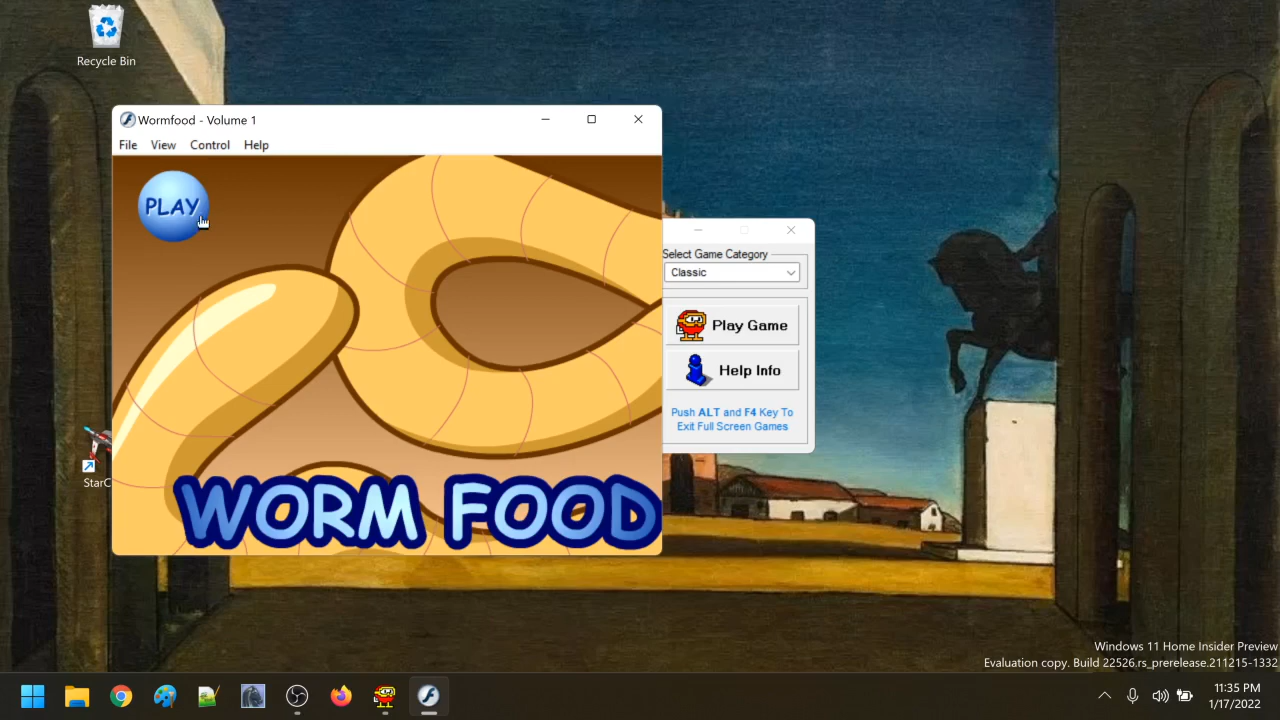 Recycle Bin
Wormfood - Volume 1
File View Control Help
PLAY
WORM FOOD
Select Game Category
Classic
Play Game
Help Info
Push ALT and F4 Key To
Exit Full Screen Games
StarC
Windows 11 Home Insider Preview
Evaluation copy. Build 22526.rs_prerelease.211215-1332
11:35 PM
1/17/2022